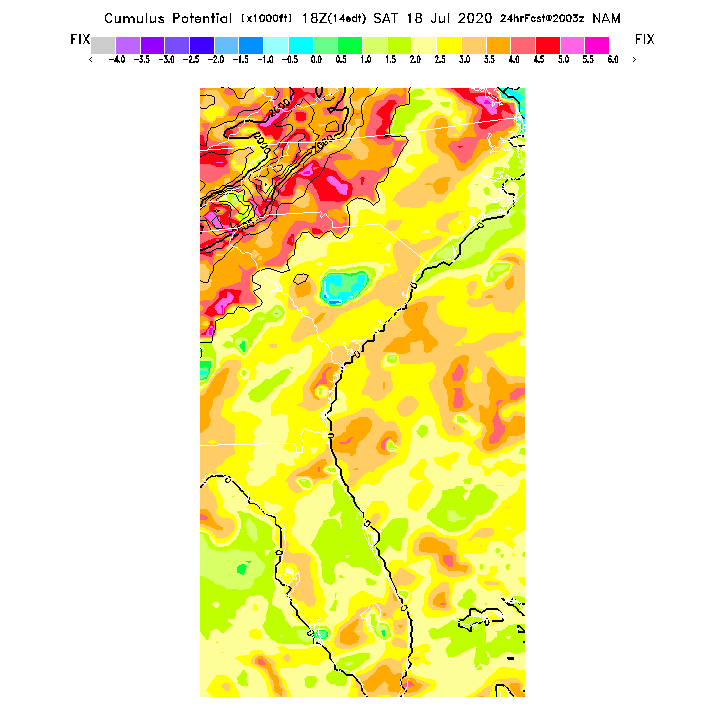 Cumulus Potential [x1000ft] 18Z(14edt) SAT 18 Jul 2020 24hrFcst@2003z NAM
FIX FIX
< -4.0 -3.5 -3.0 -2.5 -2.0 -1.5 -1.0 -0.5 0.0 0.5 1.0 1.5 2.0 2.5 3.0 3.5 4.0 4.5 5.0 5.5 6.0 >
2000
2000